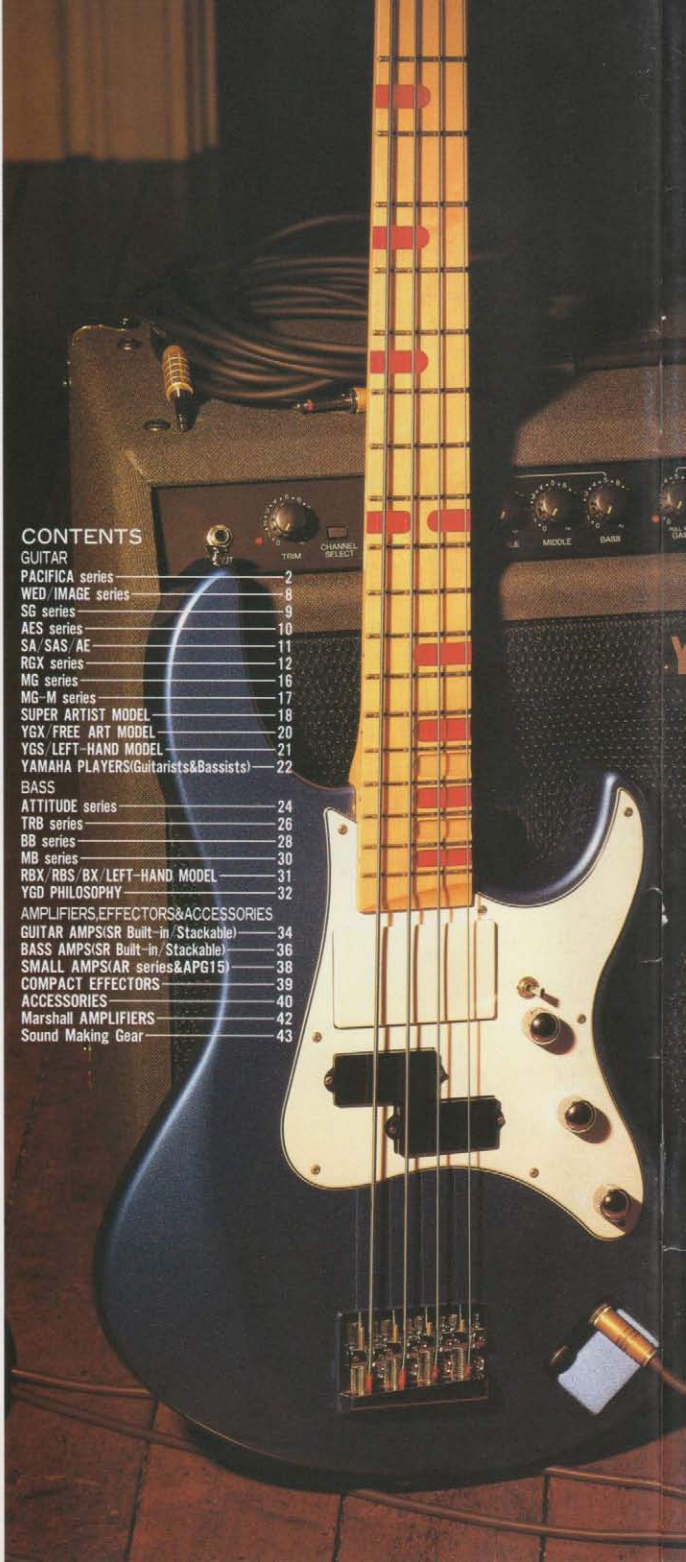 CONTENTS
GUITAR
PACIFICA series 2
WED/IMAGE series 8
SG series 9
AES series 10
SA/SAS/AE 11
RGX series 12
MG series 16
MG-M series 17
SUPER ARTIST MODEL 18
YGX/FREE ART MODEL 20
YGS/LEFT-HAND MODEL 21
YAMAHA PLAYERS(Guitarists&Bassists) 22
BASS
ATTITUDE series 24
TRB series 26
BB series 28
MB series 30
RBX/RBS/BX/LEFT-HAND MODEL 31
YGD PHILOSOPHY 32
AMPLIFIERS,EFFECTORS&ACCESSORIES
GUITAR AMPS(SR Built-in/Stackable) 34
BASS AMPS(SR Built-in/Stackable) 36
SMALL AMPS(AR series&APG15) 38
COMPACT EFFECTORS 39
ACCESSORIES 40
Marshall AMPLIFIERS 42
Sound Making Gear 43
TRIM
CHANNEL
SELECT
MIDDLE
BASS